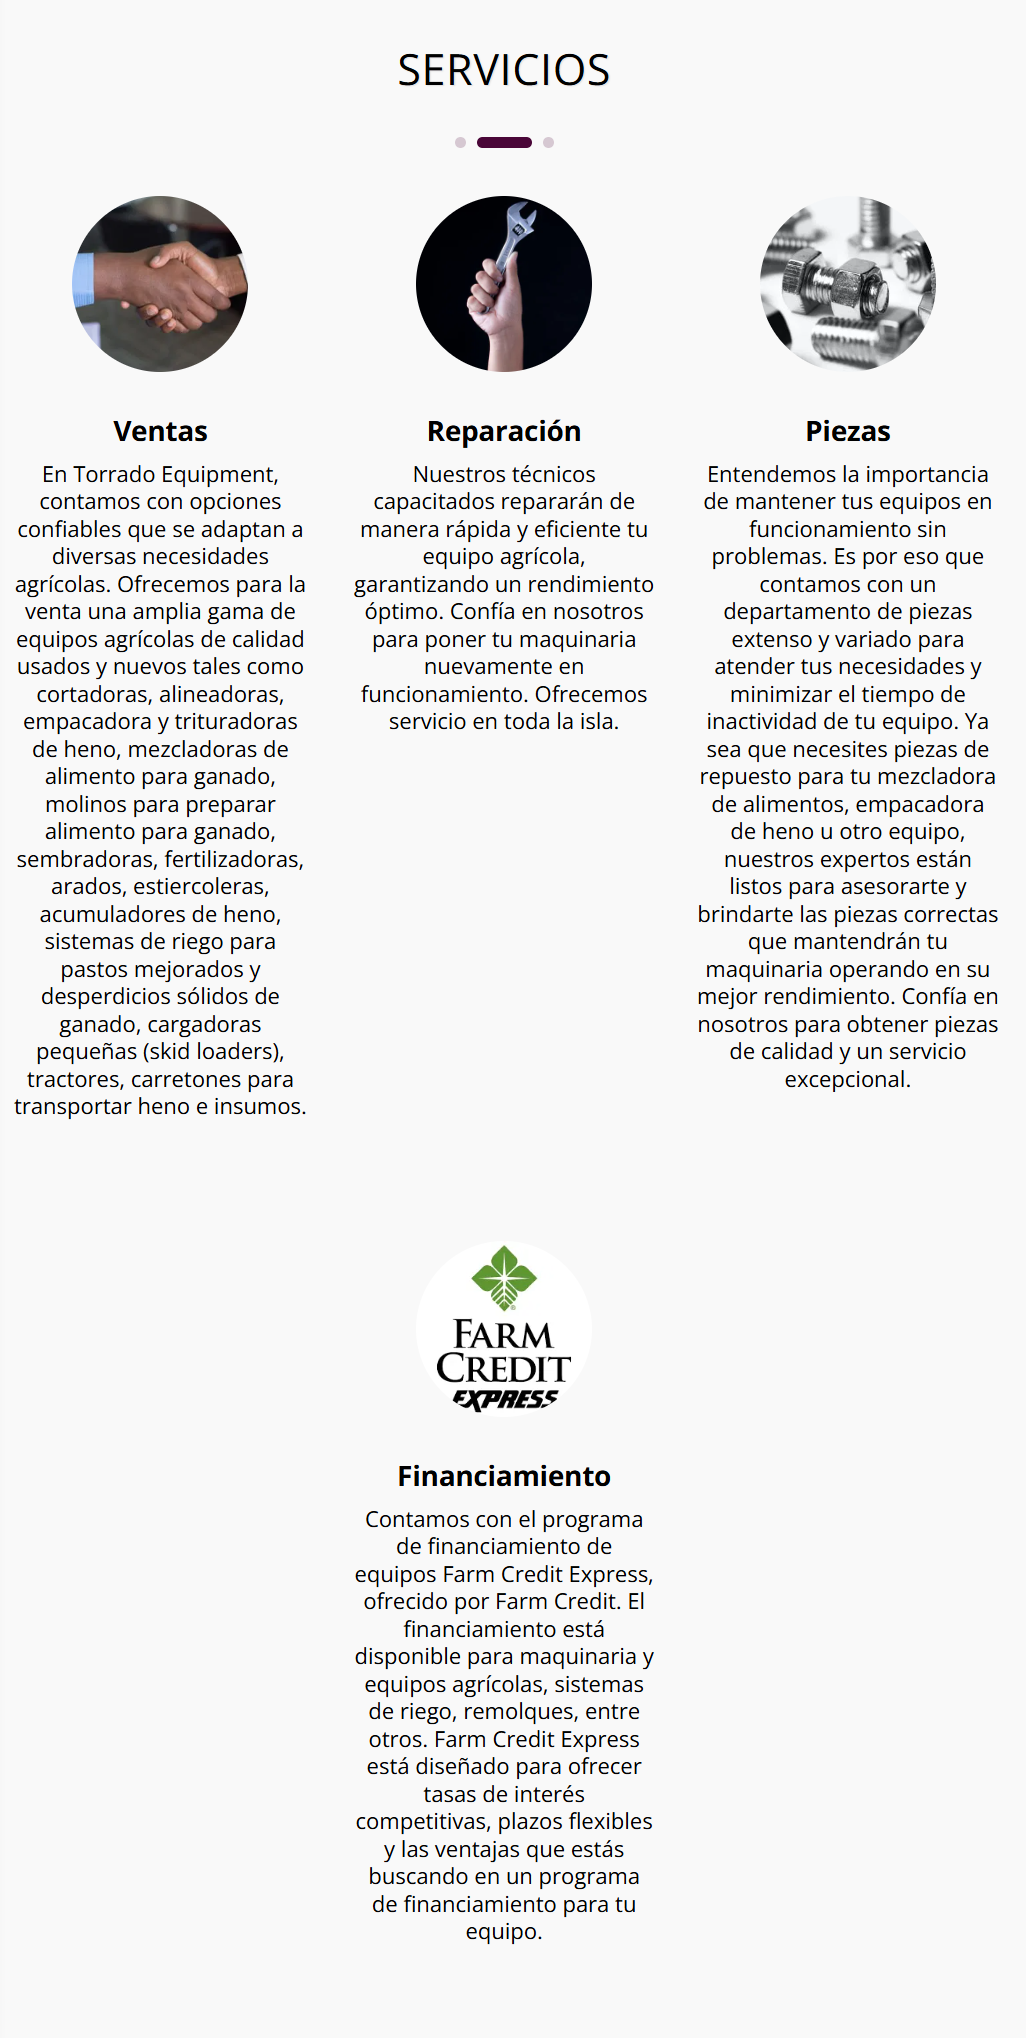 SERVICIOS
Ventas
En Torrado Equipment,
contamos con opciones
confiables que se adaptan a
diversas necesidades
agrícolas. Ofrecemos para la
venta una amplia gama de
equipos agrícolas de calidad
usados y nuevos tales como
cortadoras, alineadoras,
empacadora y trituradoras
de heno, mezcladoras de
alimento para ganado,
molinos para preparar
alimento para ganado,
sembradoras, fertilizadoras,
arados, estiercoleras,
acumuladores de heno,
sistemas de riego para
pastos mejorados y
desperdicios sólidos de
ganado, cargadoras
pequeñas (skid loaders),
tractores, carretones para
transportar heno e insumos.
Reparación
Nuestros técnicos
capacitados repararán de
manera rápida y eficiente tu
equipo agrícola,
garantizando un rendimiento
óptimo. Confía en nosotros
para poner tu maquinaria
nuevamente en
funcionamiento. Ofrecemos
servicio en toda la isla.
Piezas
Entendemos la importancia
de mantener tus equipos en
funcionamiento sin
problemas. Es por eso que
contamos con un
departamento de piezas
extenso y variado para
atender tus necesidades y
minimizar el tiempo de
inactividad de tu equipo. Ya
sea que necesites piezas de
repuesto para tu mezcladora
de alimentos, empacadora
de heno u otro equipo,
nuestros expertos están
listos para asesorarte y
brindarte las piezas correctas
que mantendrán tu
maquinaria operando en su
mejor rendimiento. Confía en
nosotros para obtener piezas
de calidad y un servicio
excepcional.
FARM
CREDIT
EXPRESS
Financiamiento
Contamos con el programa
de financiamiento de
equipos Farm Credit Express,
ofrecido por Farm Credit. El
financiamiento está
disponible para maquinaria y
equipos agrícolas, sistemas
de riego, remolques, entre
otros. Farm Credit Express
está diseñado para ofrecer
tasas de interés
competitivas, plazos flexibles
y las ventajas que estás
buscando en un programa
de financiamiento para tu
equipo.